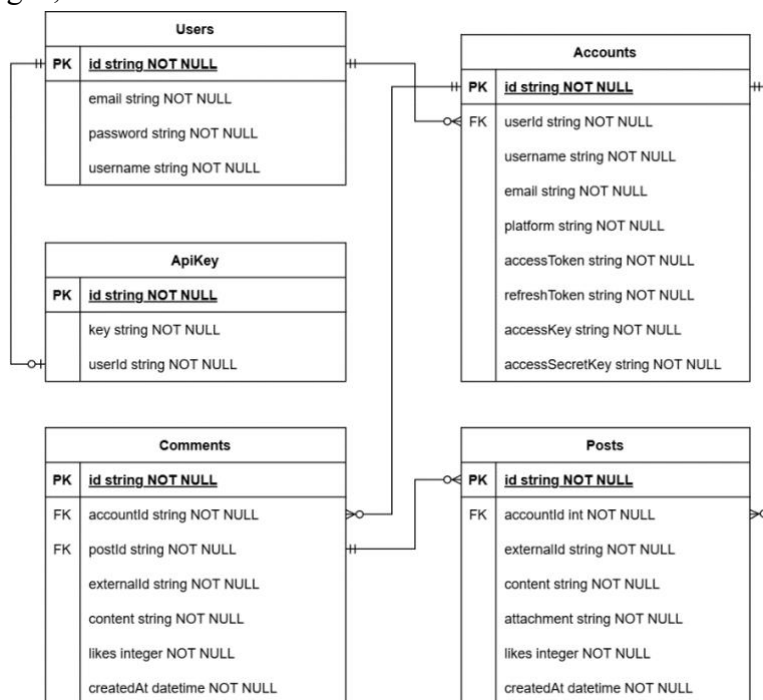 Users
PK id string NOT NULL
email string NOT NULL
password string NOT NULL
username string NOT NULL
Accounts
PK id string NOT NULL
FK userId string NOT NULL
username string NOT NULL
email string NOT NULL
platform string NOT NULL
accessToken string NOT NULL
refreshToken string NOT NULL
accessKey string NOT NULL
accessSecretKey string NOT NULL
ApiKey
PK id string NOT NULL
key string NOT NULL
userId string NOT NULL
Comments
PK id string NOT NULL
FK accountId string NOT NULL
FK postId string NOT NULL
externalId string NOT NULL
content string NOT NULL
likes integer NOT NULL
createdAt datetime NOT NULL
Posts
PK id string NOT NULL
FK accountId int NOT NULL
externalId string NOT NULL
content string NOT NULL
attachment string NOT NULL
likes integer NOT NULL
createdAt datetime NOT NULL